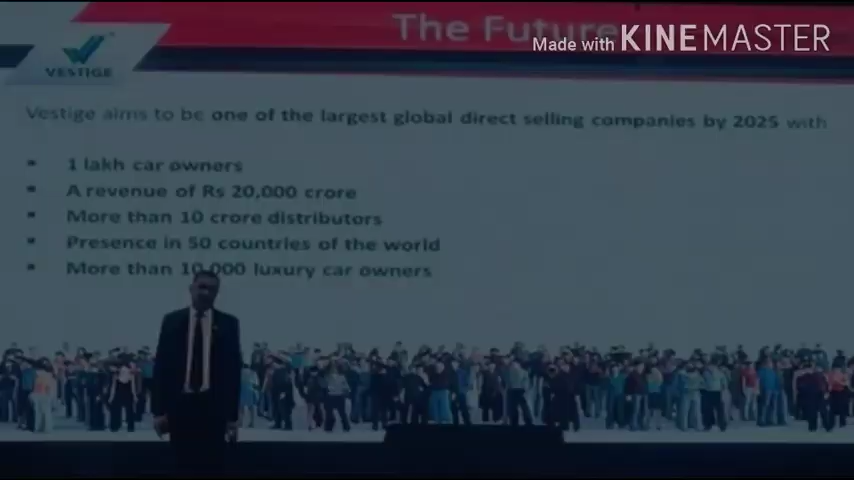 The Future
Made with KINEMASTER
VESTIGE
Vestige aims to be one of the largest global direct selling companies by 2025 with
1 lakh car owners
A revenue of Rs 20,000 crore
More than 10 crore distributors
Presence in 50 countries of the world
More than 10,000 luxury car owners